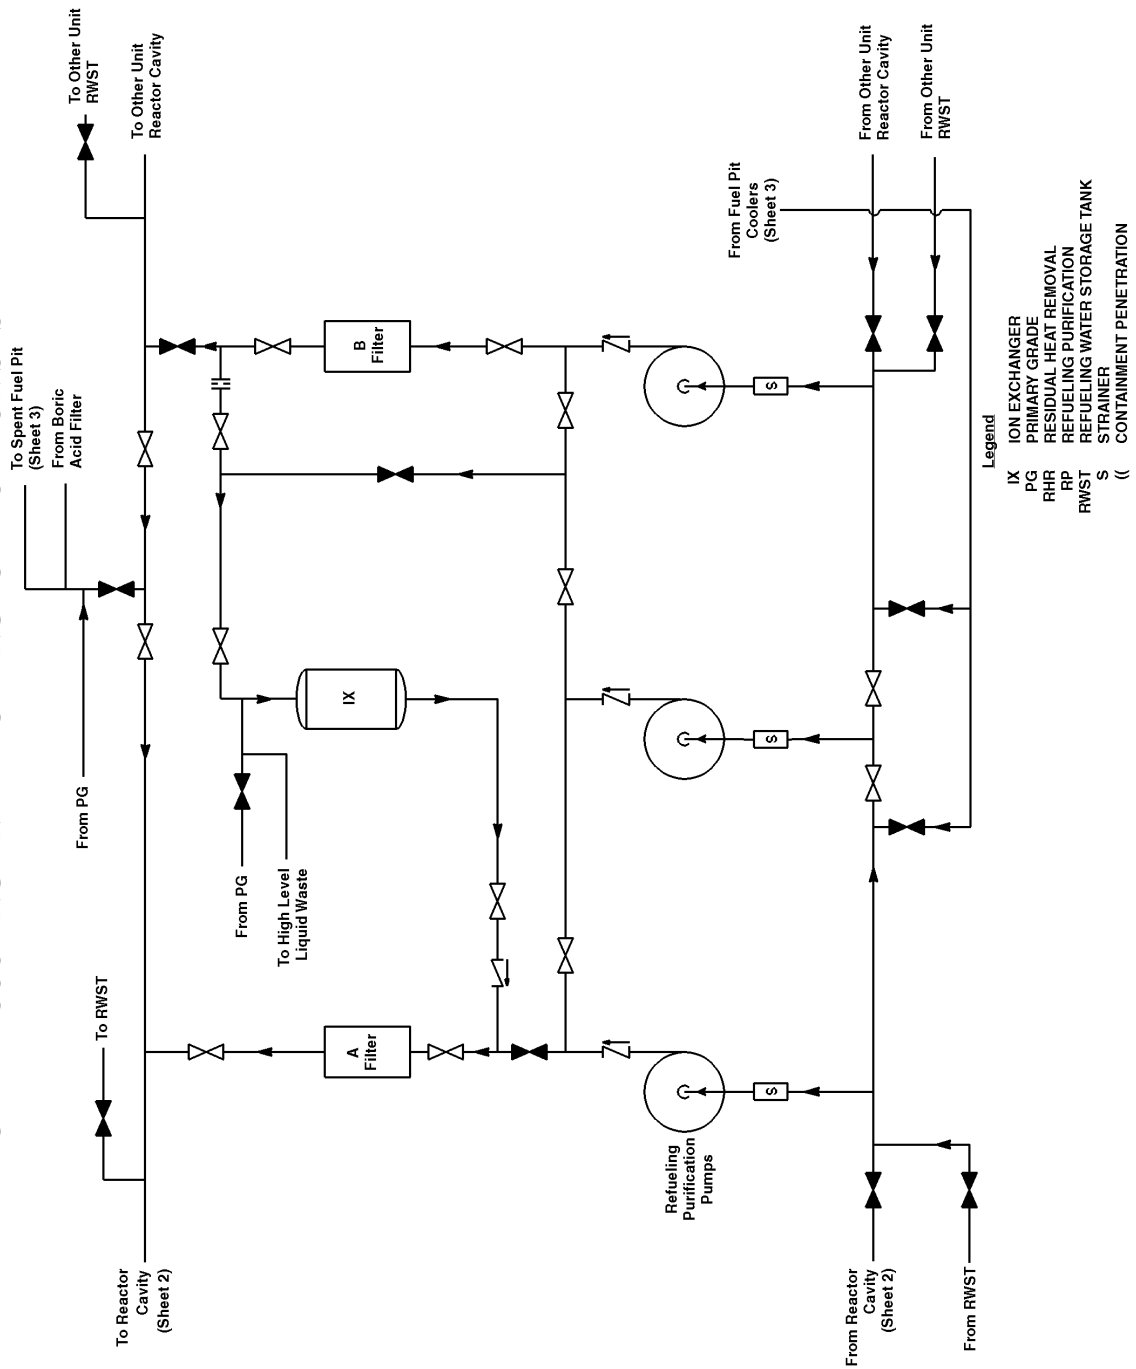 To Other Unit
RWST
To Other Unit
Reactor Cavity
To Spent Fuel Pit
(Sheet 3)
From Boric
Acid Filter
From PG
To RWST
To Reactor
Cavity
(Sheet 2)
B
Filter
IX
From PG
To High Level
Liquid Waste
A
Filter
S
S
S
Refueling
Purification
Pumps
From Fuel Pit
Coolers
(Sheet 3)
From Other Unit
Reactor Cavity
From Other Unit
RWST
From Reactor
Cavity
(Sheet 2)
From RWST
Legend
IX ION EXCHANGER
PG PRIMARY GRADE
RHR RESIDUAL HEAT REMOVAL
RP REFUELING PURIFICATION
RWST REFUELING WATER STORAGE TANK
S STRAINER
(( CONTAINMENT PENETRATION